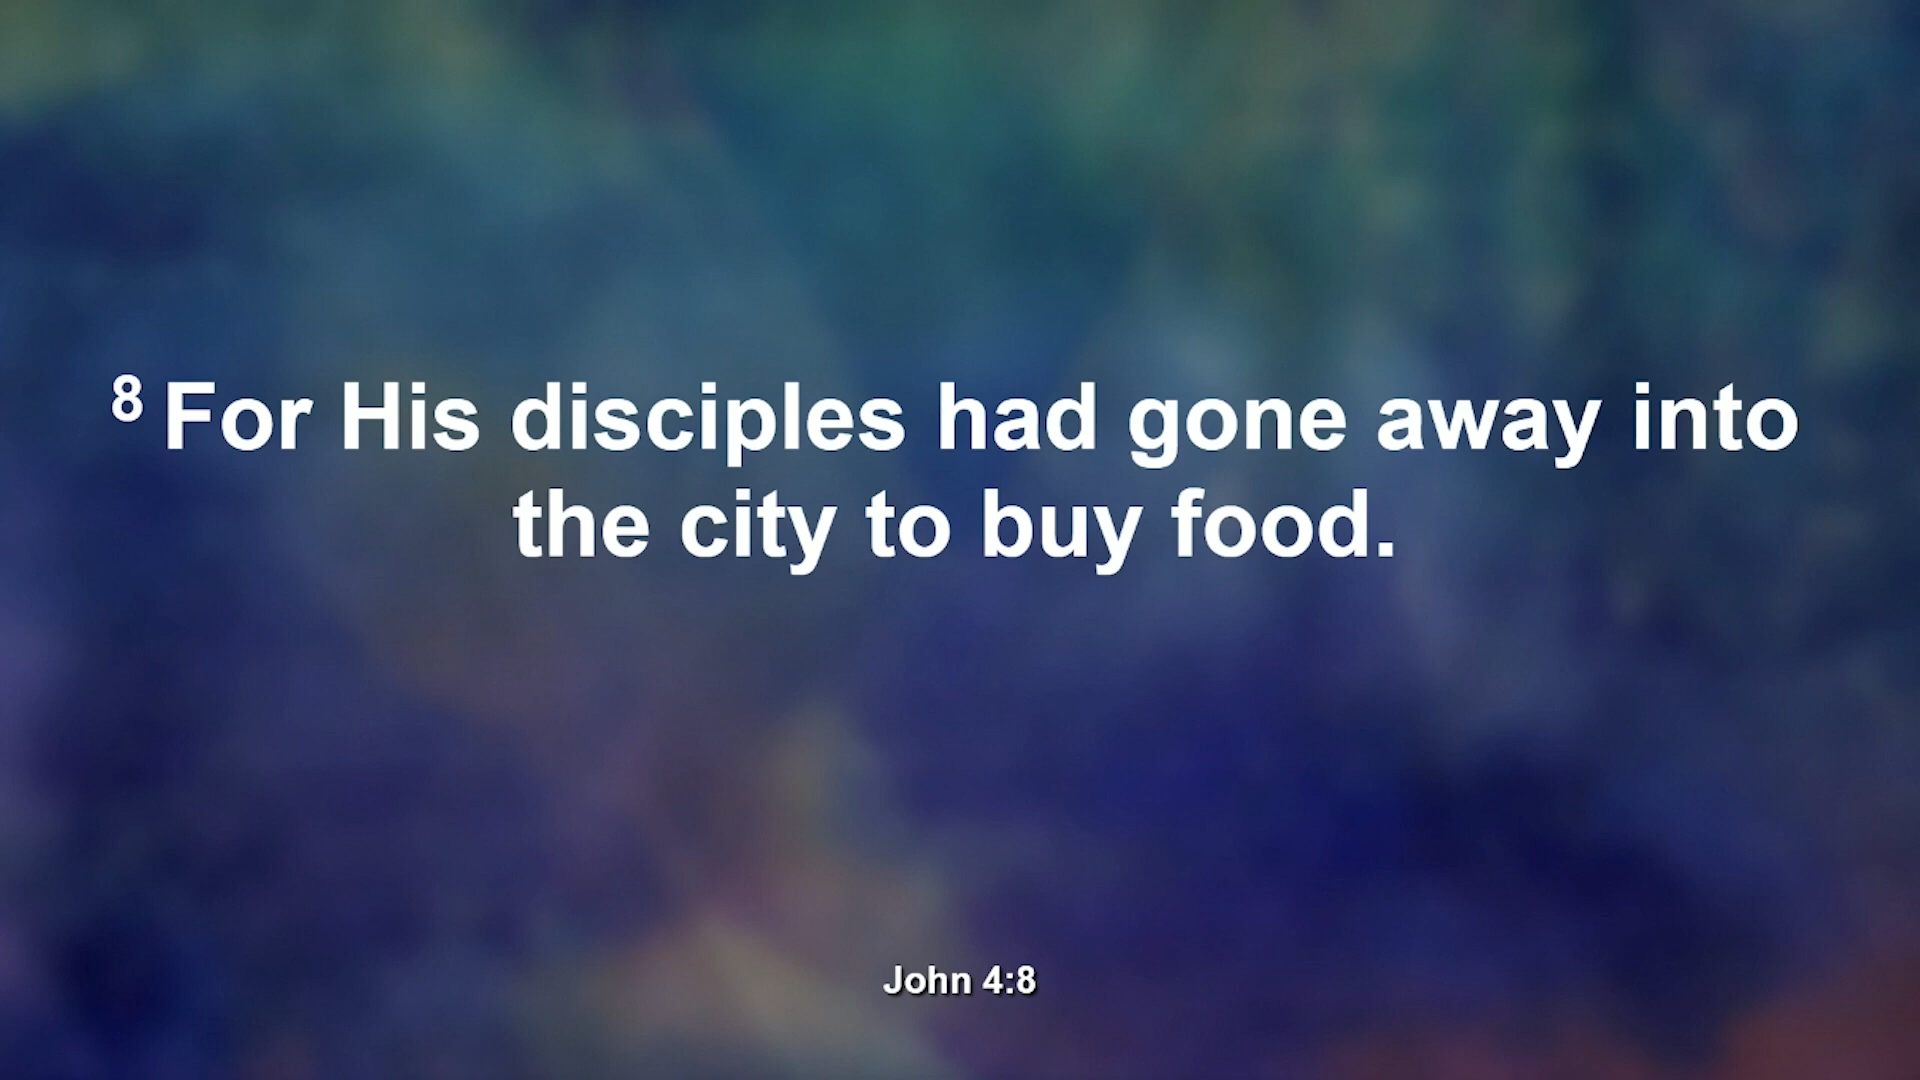 8 For His disciples had gone away into
the city to buy food.
John 4:8